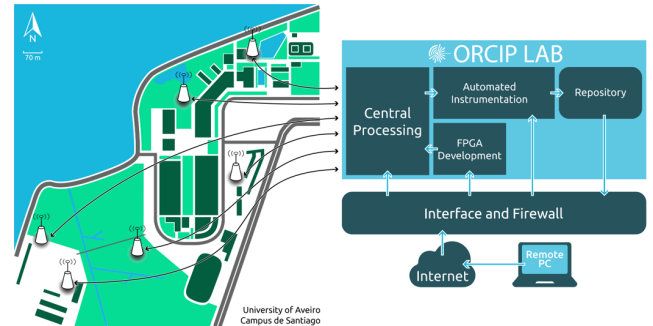 N
70 m
University of Aveiro
Campus de Santiago
ORCIP LAB
Central
Processing
Automated
Instrumentation
Repository
FPGA
Development
Interface and Firewall
Internet
Remote
PC